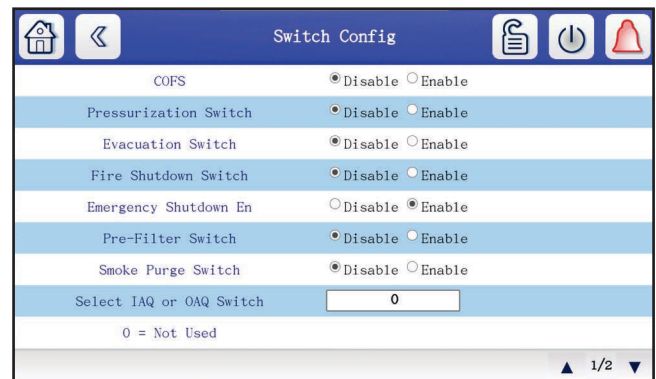 Switch Config
COFS Disable Enable
Pressurization Switch Disable Enable
Evacuation Switch Disable Enable
Fire Shutdown Switch Disable Enable
Emergency Shutdown En Disable Enable
Pre-Filter Switch Disable Enable
Smoke Purge Switch Disable Enable
Select IAQ or OAQ Switch 0
0 = Not Used
1/2